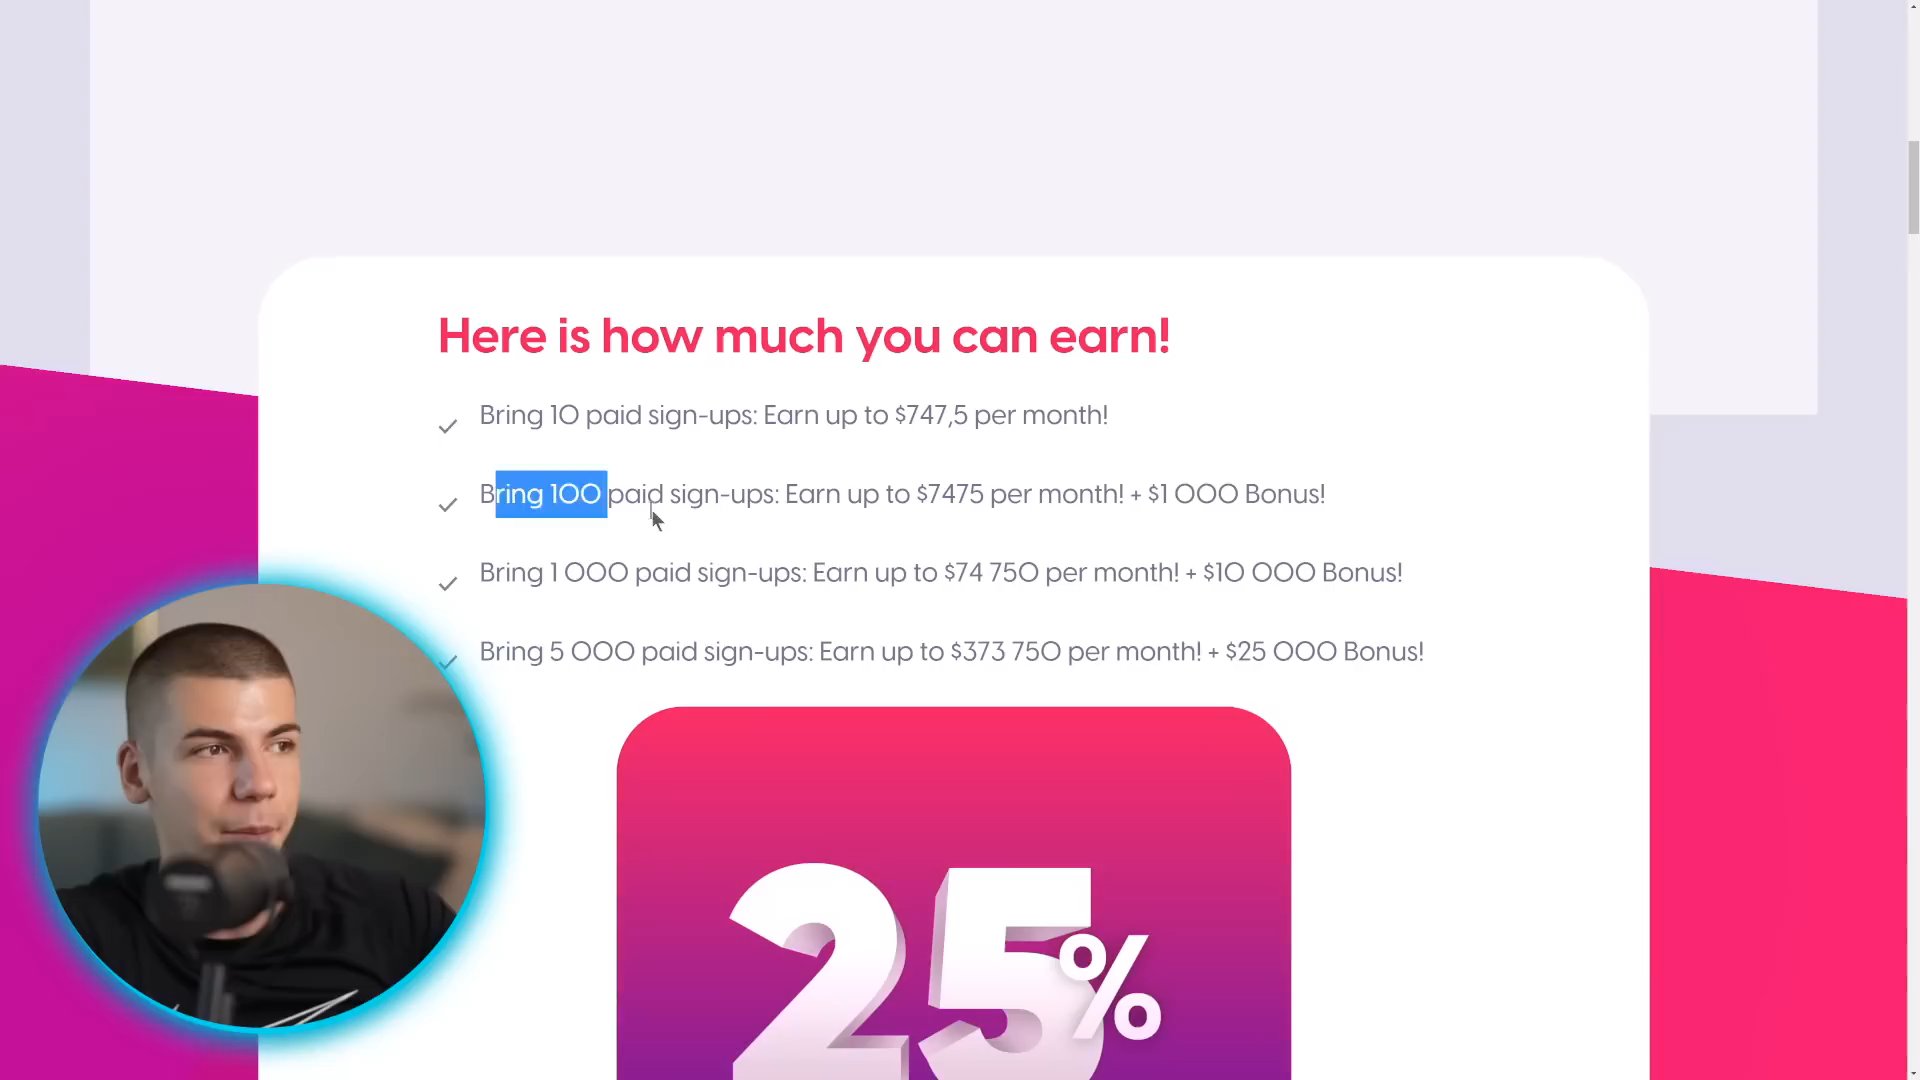 Here is how much you can earn!
Bring 10 paid sign-ups: Earn up to $747,5 per month!
Bring 100 paid sign-ups: Earn up to $7475 per month! + $1 000 Bonus!
Bring 1 000 paid sign-ups: Earn up to $74 750 per month! + $10 000 Bonus!
Bring 5 000 paid sign-ups: Earn up to $373 750 per month! + $25 000 Bonus!
25%